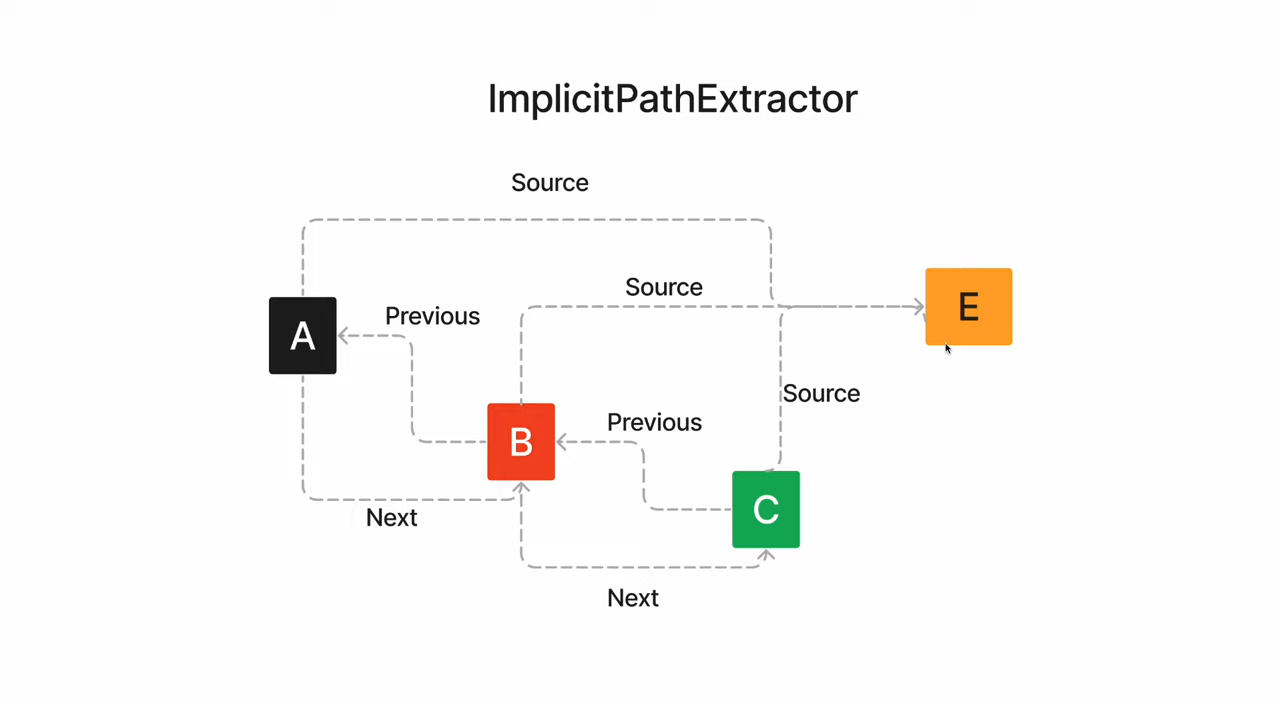 ImplicitPathExtractor
Source
Source
E
Previous
A
Source
Previous
B
C
Next
Next